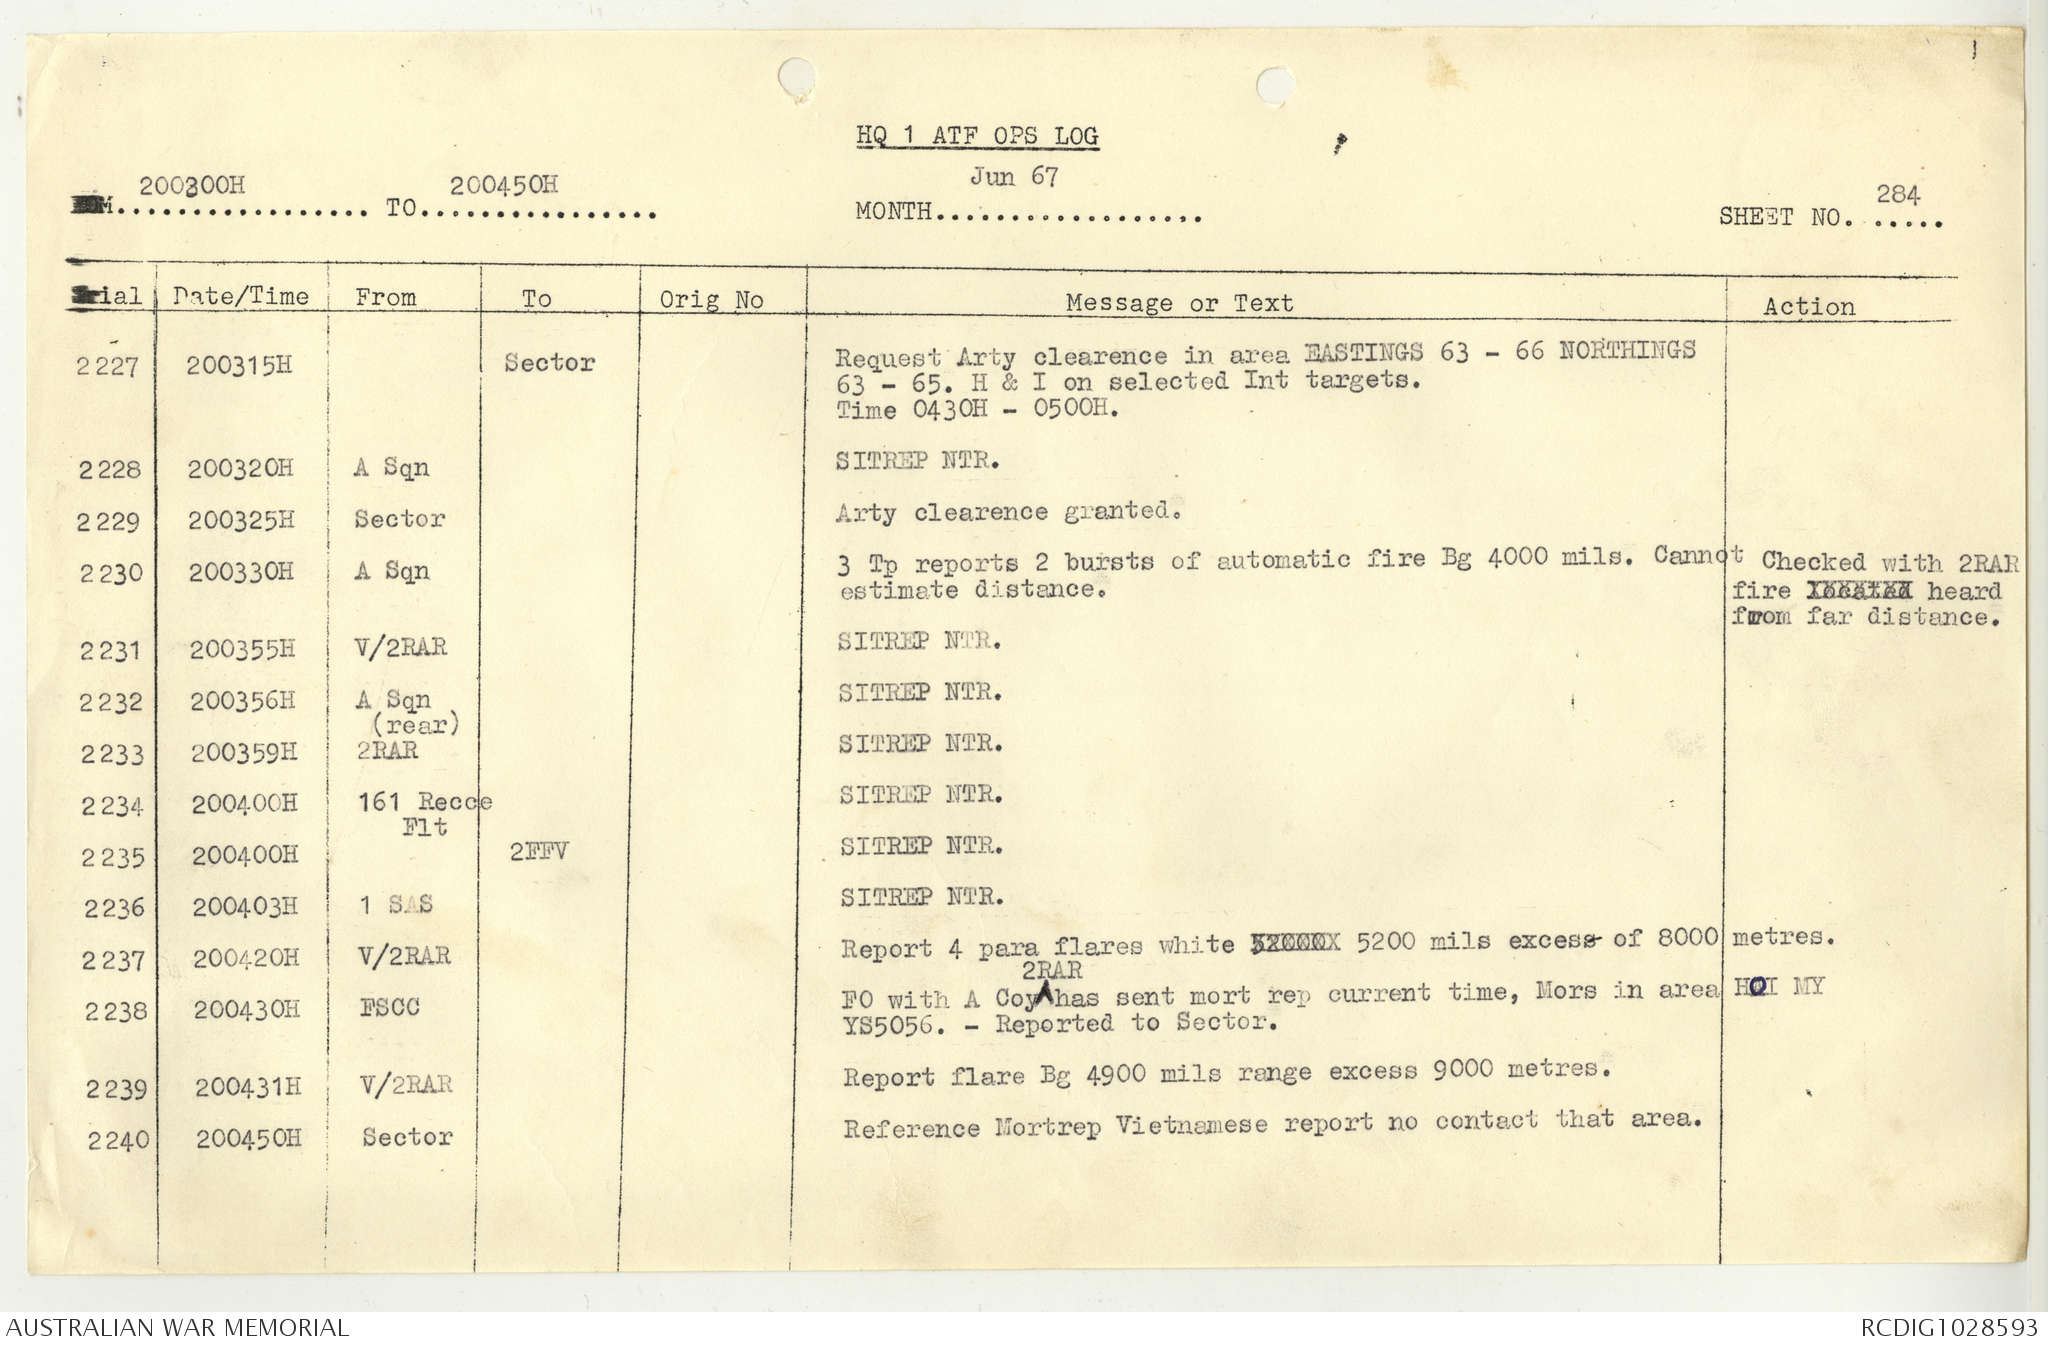 HQ 1 ATF OPS LOG
200300H 200450H Jun 67 284
TO................. MONTH.................. SHEET NO. .....
Serial Date/Time From To Orig No Message or Text Action
2227 200315H Sector Request Arty clearence in area EASTINGS 63 - 66 NORTHINGS
63 - 65. H & I on selected Int targets.
Time 0430H - 0500H.
2228 200320H A Sqn SITREP NTR.
2229 200325H Sector Arty clearence granted.
2230 200330H A Sqn 3 Tp reports 2 bursts of automatic fire Bg 4000 mils. Cannot Checked with 2RAR
estimate distance. fire heard
from far distance.
2231 200355H V/2RAR SITREP NTR.
2232 200356H A Sqn SITREP NTR.
(rear)
2233 200359H 2RAR SITREP NTR.
2234 200400H 161 Recce SITREP NTR.
Flt
2235 200400H 2FFV SITREP NTR.
2236 200403H 1 SAS SITREP NTR.
2237 200420H V/2RAR Report 4 para flares white 5200 mils excess of 8000 metres.
2RAR
2238 200430H FSCC FO with A Coy has sent mort rep current time, Mors in area HOI MY
YS5056. - Reported to Sector.
2239 200431H V/2RAR Report flare Bg 4900 mils range excess 9000 metres.
2240 200450H Sector Reference Mortrep Vietnamese report no contact that area.
AUSTRALIAN WAR MEMORIAL RCDIG1028593